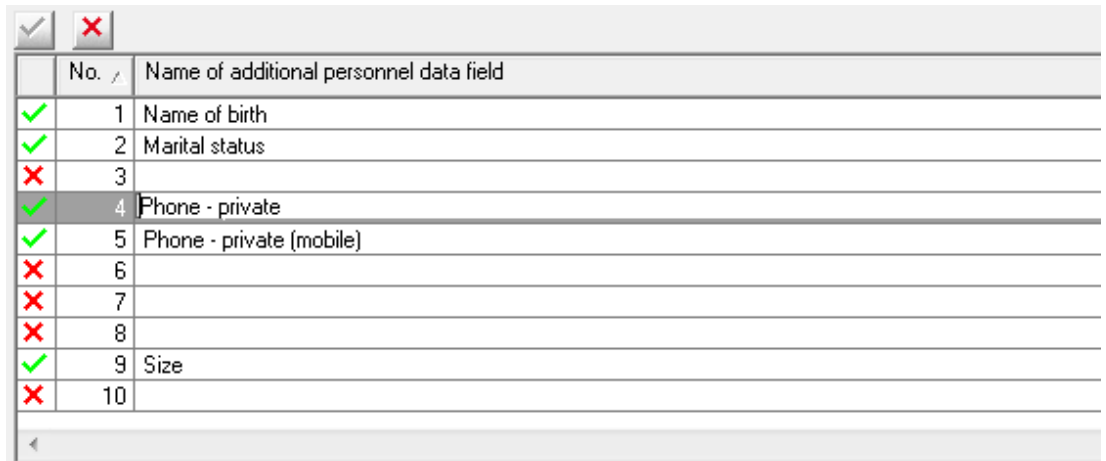 No. Name of additional personnel data field
1 Name of birth
2 Marital status
3
4 Phone - private
5 Phone - private (mobile)
6
7
8
9 Size
10